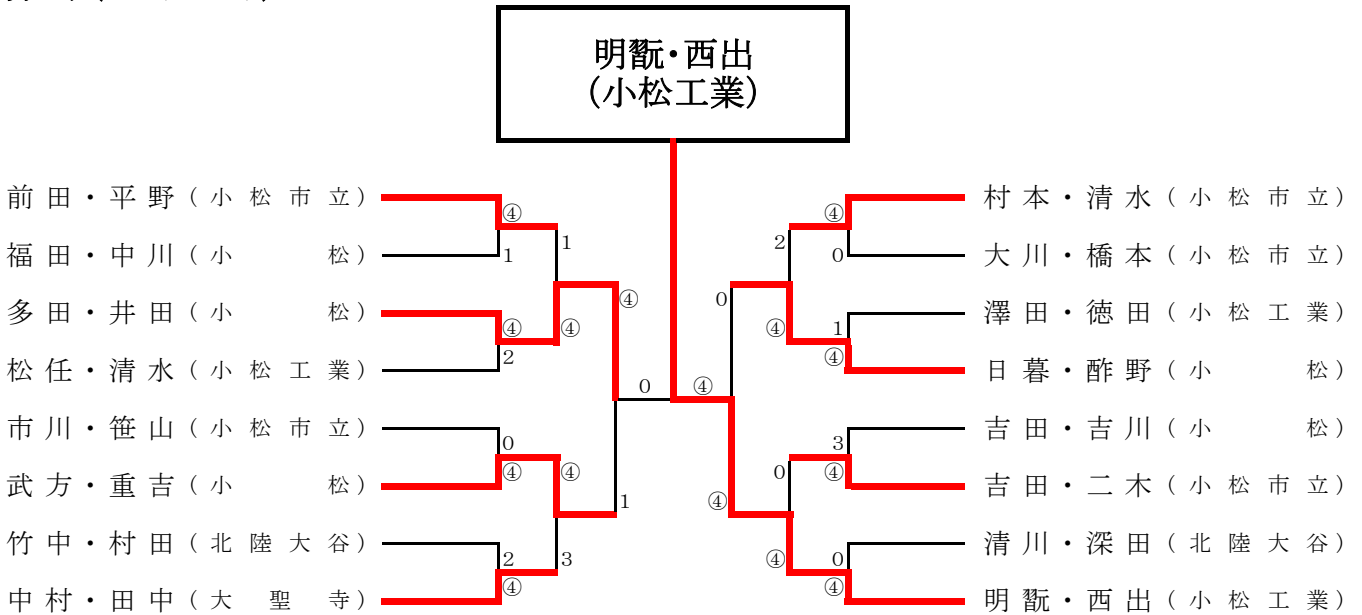 明翫・西出
(小松工業)
前田・平野(小松市立)
福田・中川(小松)
多田・井田(小松)
松任・清水(小松工業)
市川・笹山(小松市立)
武方・重吉(小松)
竹中・村田(北陸大谷)
中村・田中(大聖寺)
④
1
④
2
0
④
2
④
1
④
④
3
④
1
0
④
0
④
2
④
0
④
④
0
1
④
3
④
0
④
村本・清水(小松市立)
大川・橋本(小松市立)
澤田・徳田(小松工業)
日暮・酢野(小松)
吉田・吉川(小松)
吉田・二木(小松市立)
清川・深田(北陸大谷)
明翫・西出(小松工業)